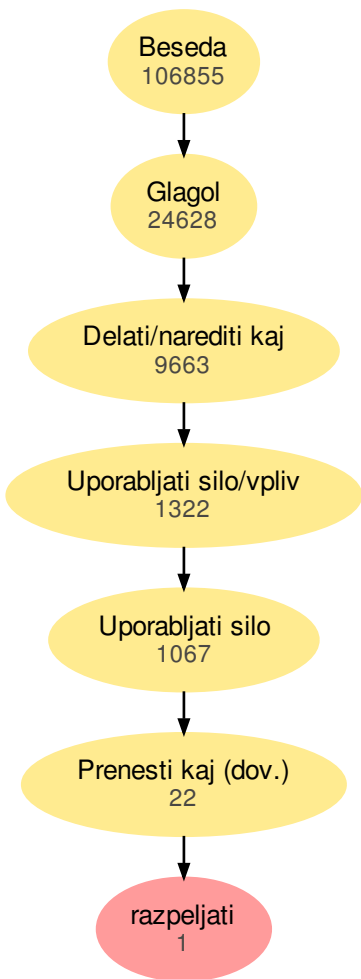 Beseda
106855
Glagol
24628
Delati/narediti kaj
9663
Uporabljati silo/vpliv
1322
Uporabljati silo
1067
Prenesti kaj (dov.)
22
razpeljati
1